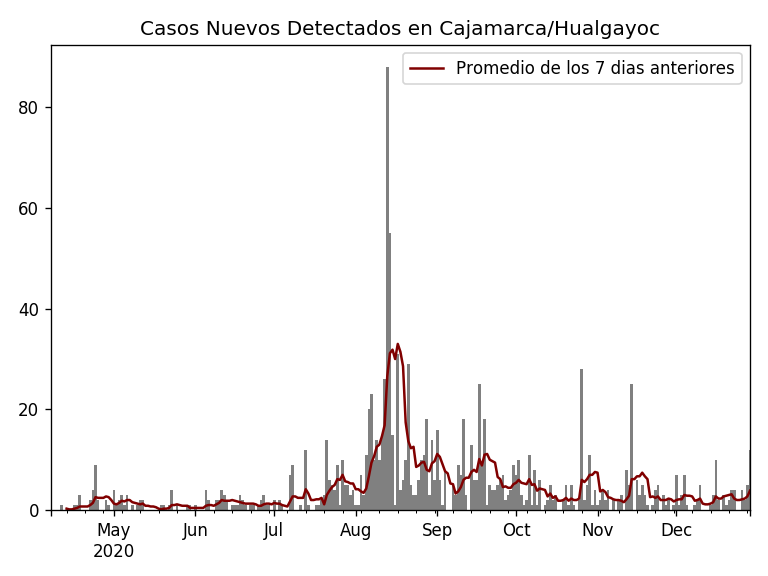 Casos Nuevos Detectados en Cajamarca/Hualgayoc
Promedio de los 7 dias anteriores
80
60
40
20
0
May Jun Jul Aug Sep Oct Nov Dec
2020